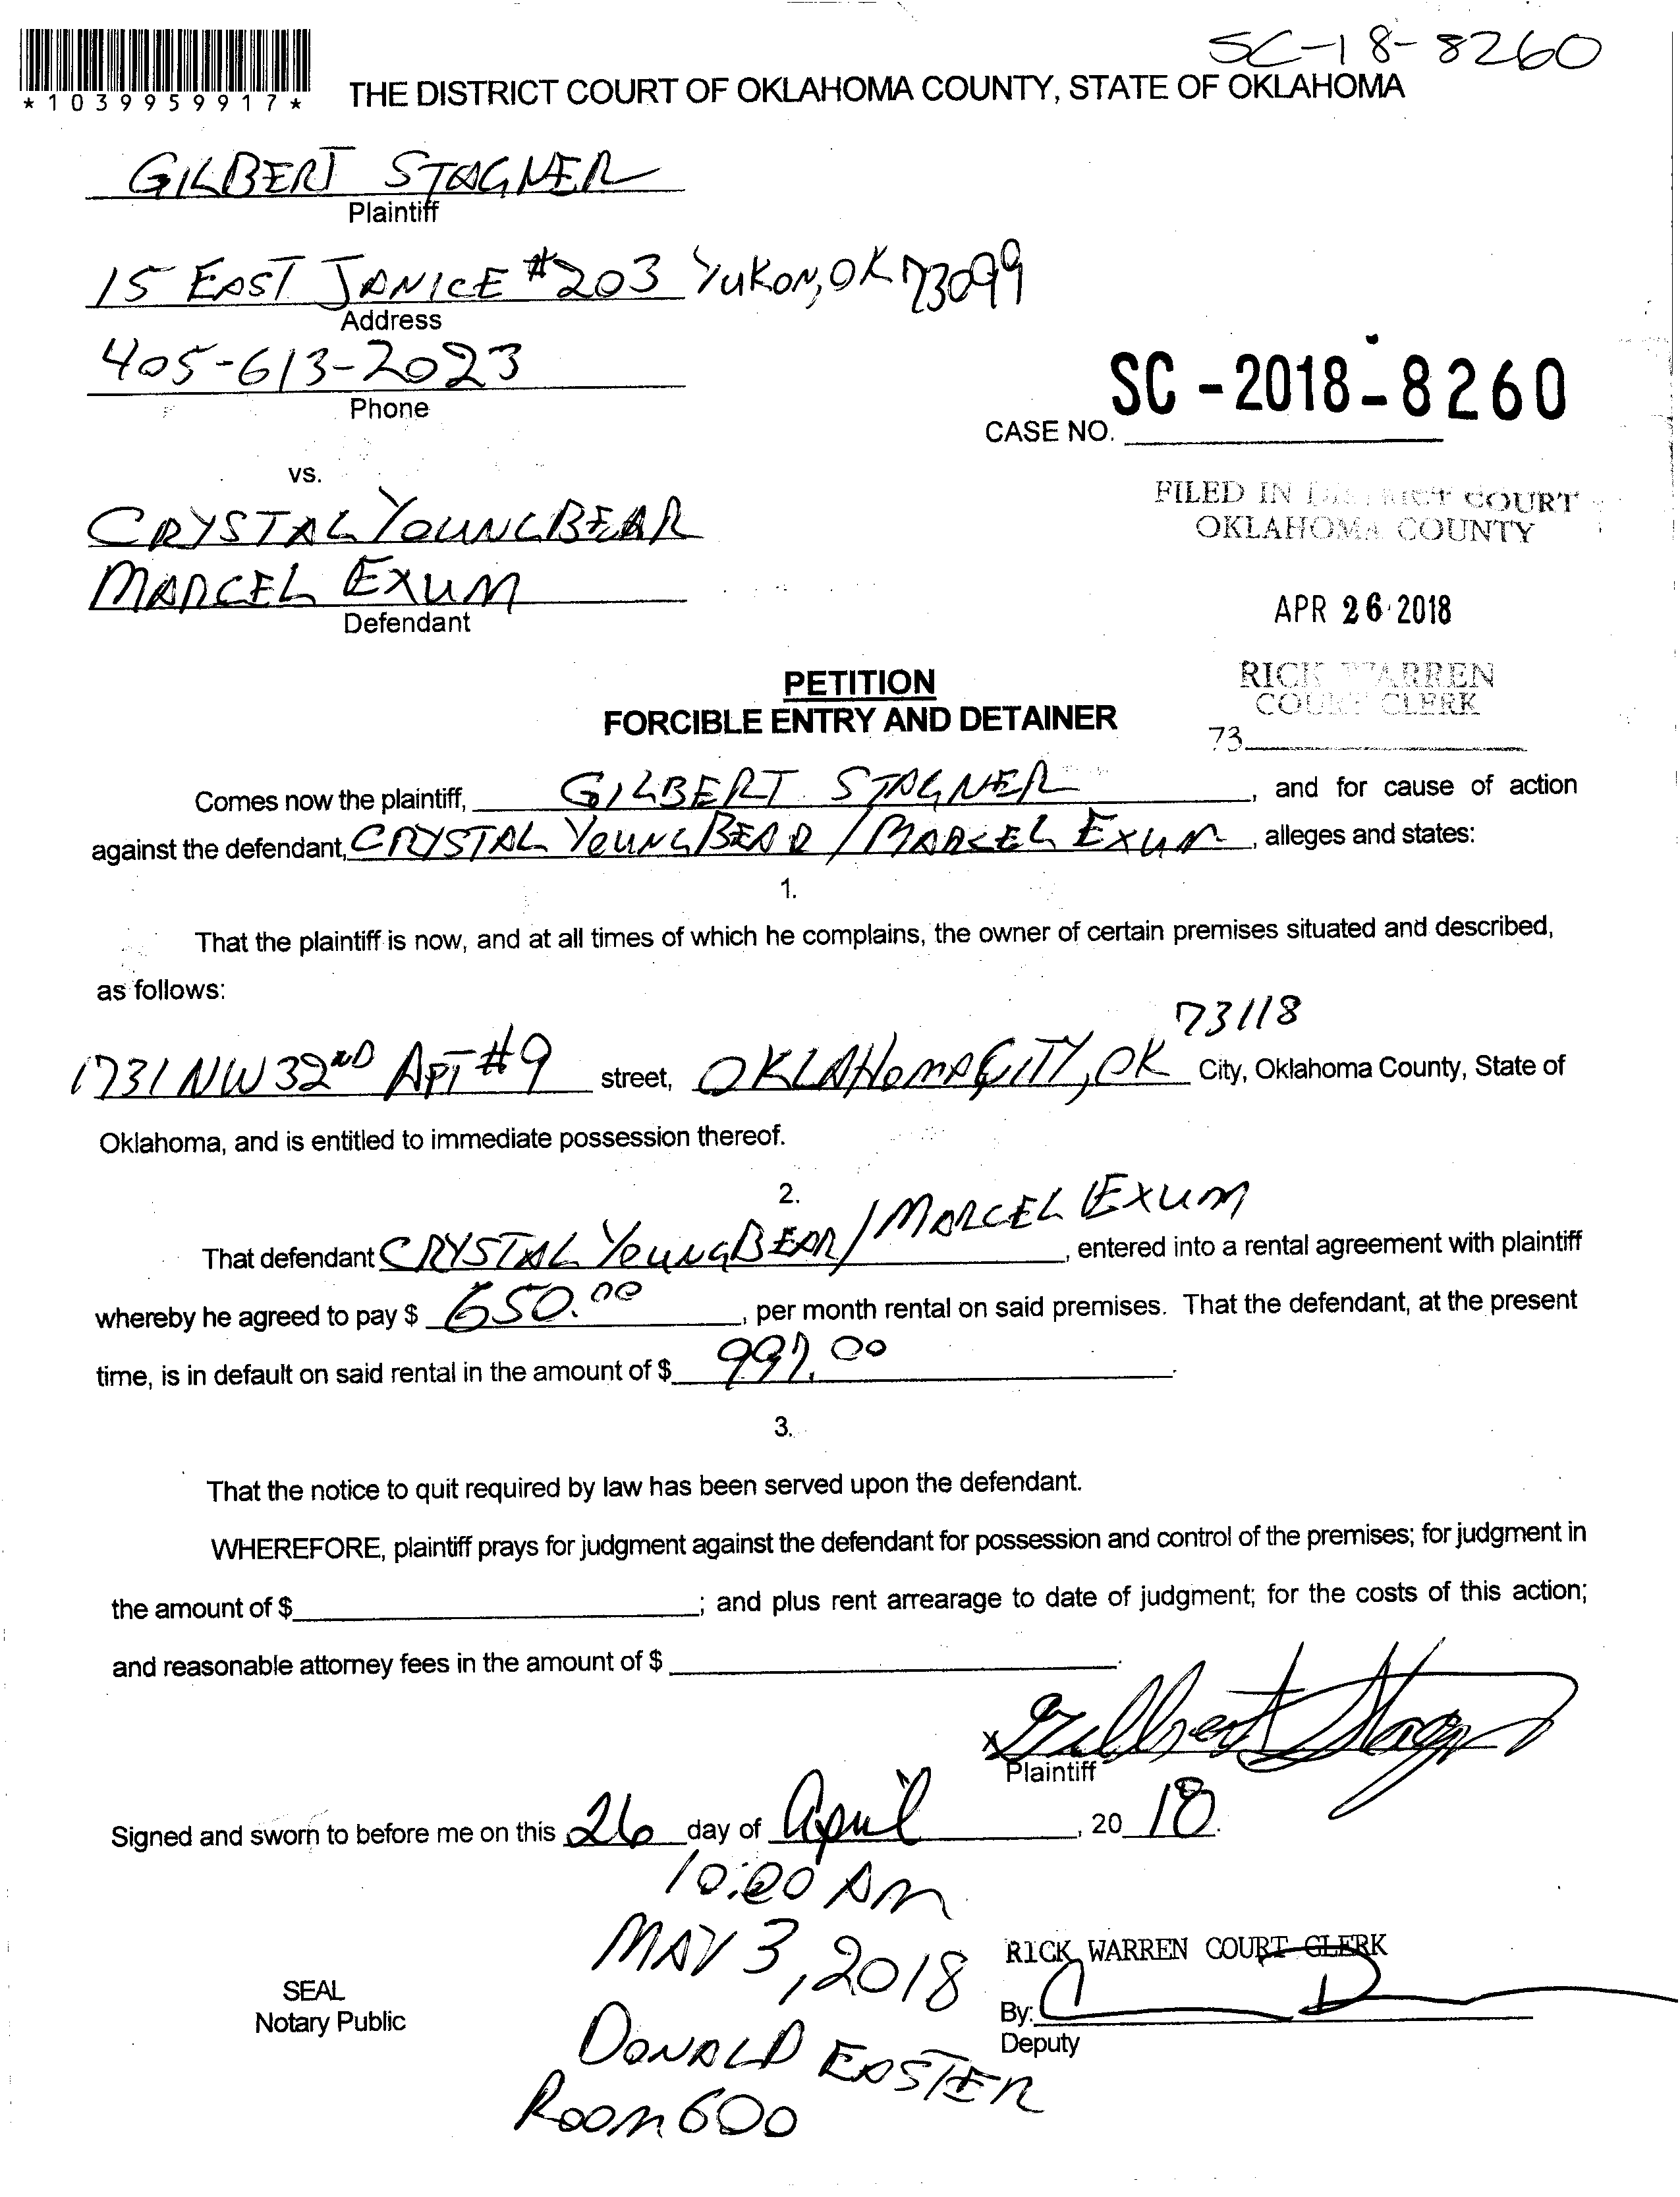 SC-18-8260
*1039959917*
THE DISTRICT COURT OF OKLAHOMA COUNTY, STATE OF OKLAHOMA
GILBERT STAGNER
Plaintiff
15 EAST JANICE #203 Yukon, OK 73099
Address
405-613-2023
Phone
SC-2018-8260
CASE NO.
vs.
FILED IN DISTRICT COURT
OKLAHOMA COUNTY
CRYSTAL YOUNGBEAR
MARCEL EXUM
Defendant
APR 26 2018
RICK WARREN
COURT CLERK
73
PETITION
FORCIBLE ENTRY AND DETAINER
Comes now the plaintiff, GILBERT STAGNER, and for cause of action
against the defendant, CRYSTAL YOUNGBEAR / MARCEL EXUM, alleges and states:
1.
That the plaintiff is now, and at all times of which he complains, the owner of certain premises situated and described,
as follows:
73118
1731 NW 32ND APT #9 street, OKLAHOMA CITY, OK City, Oklahoma County, State of
Oklahoma, and is entitled to immediate possession thereof.
2.
That defendant CRYSTAL YOUNGBEAR / MARCEL EXUM, entered into a rental agreement with plaintiff
whereby he agreed to pay $ 650.00, per month rental on said premises. That the defendant, at the present
time, is in default on said rental in the amount of $ 997.00.
3.
That the notice to quit required by law has been served upon the defendant.
WHEREFORE, plaintiff prays for judgment against the defendant for possession and control of the premises; for judgment in
the amount of $; and plus rent arrearage to date of judgment; for the costs of this action;
and reasonable attorney fees in the amount of $.
x Gilbert Stagner
Plaintiff
Signed and sworn to before me on this 26 day of April, 20 18.
10:00 AM
MAY 3, 2018
RICK WARREN COURT CLERK
SEAL
Notary Public
By:
Deputy
DONALD EASTER
Room 600